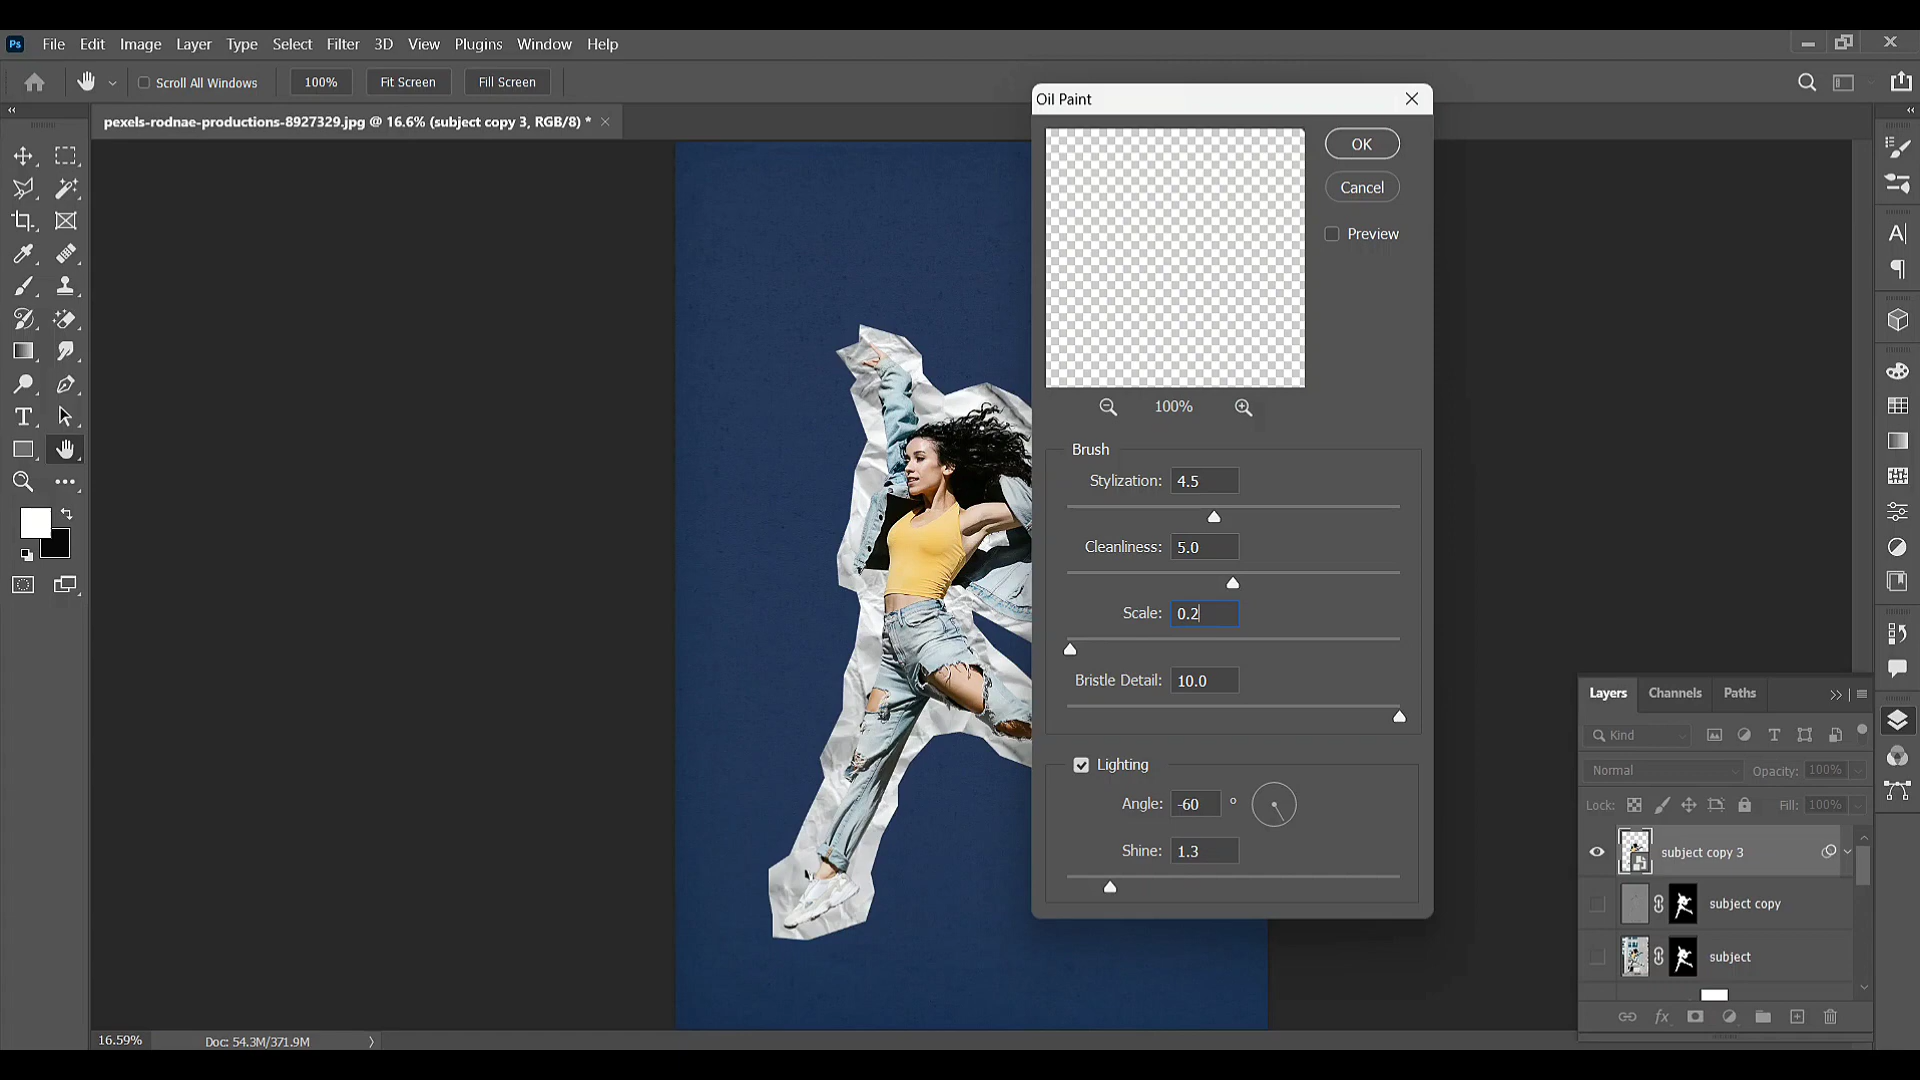 Ps File Edit Image Layer Type Select Filter 3D View Plugins Window Help
Scroll All Windows 100% Fit Screen Fill Screen
pexels-rodnae-productions-8927329.jpg @ 16.6% (subject copy 3, RGB/8) *
Oil Paint
OK
Cancel
Preview
100%
Brush
Stylization: 4.5
Cleanliness: 5.0
Scale: 0.2
Bristle Detail: 10.0
Lighting
Angle: -60 °
Shine: 1.3
Layers Channels Paths
Kind
Normal Opacity: 100%
Lock: Fill: 100%
subject copy 3
subject copy
subject
16.59% Doc: 54.3M/371.9M